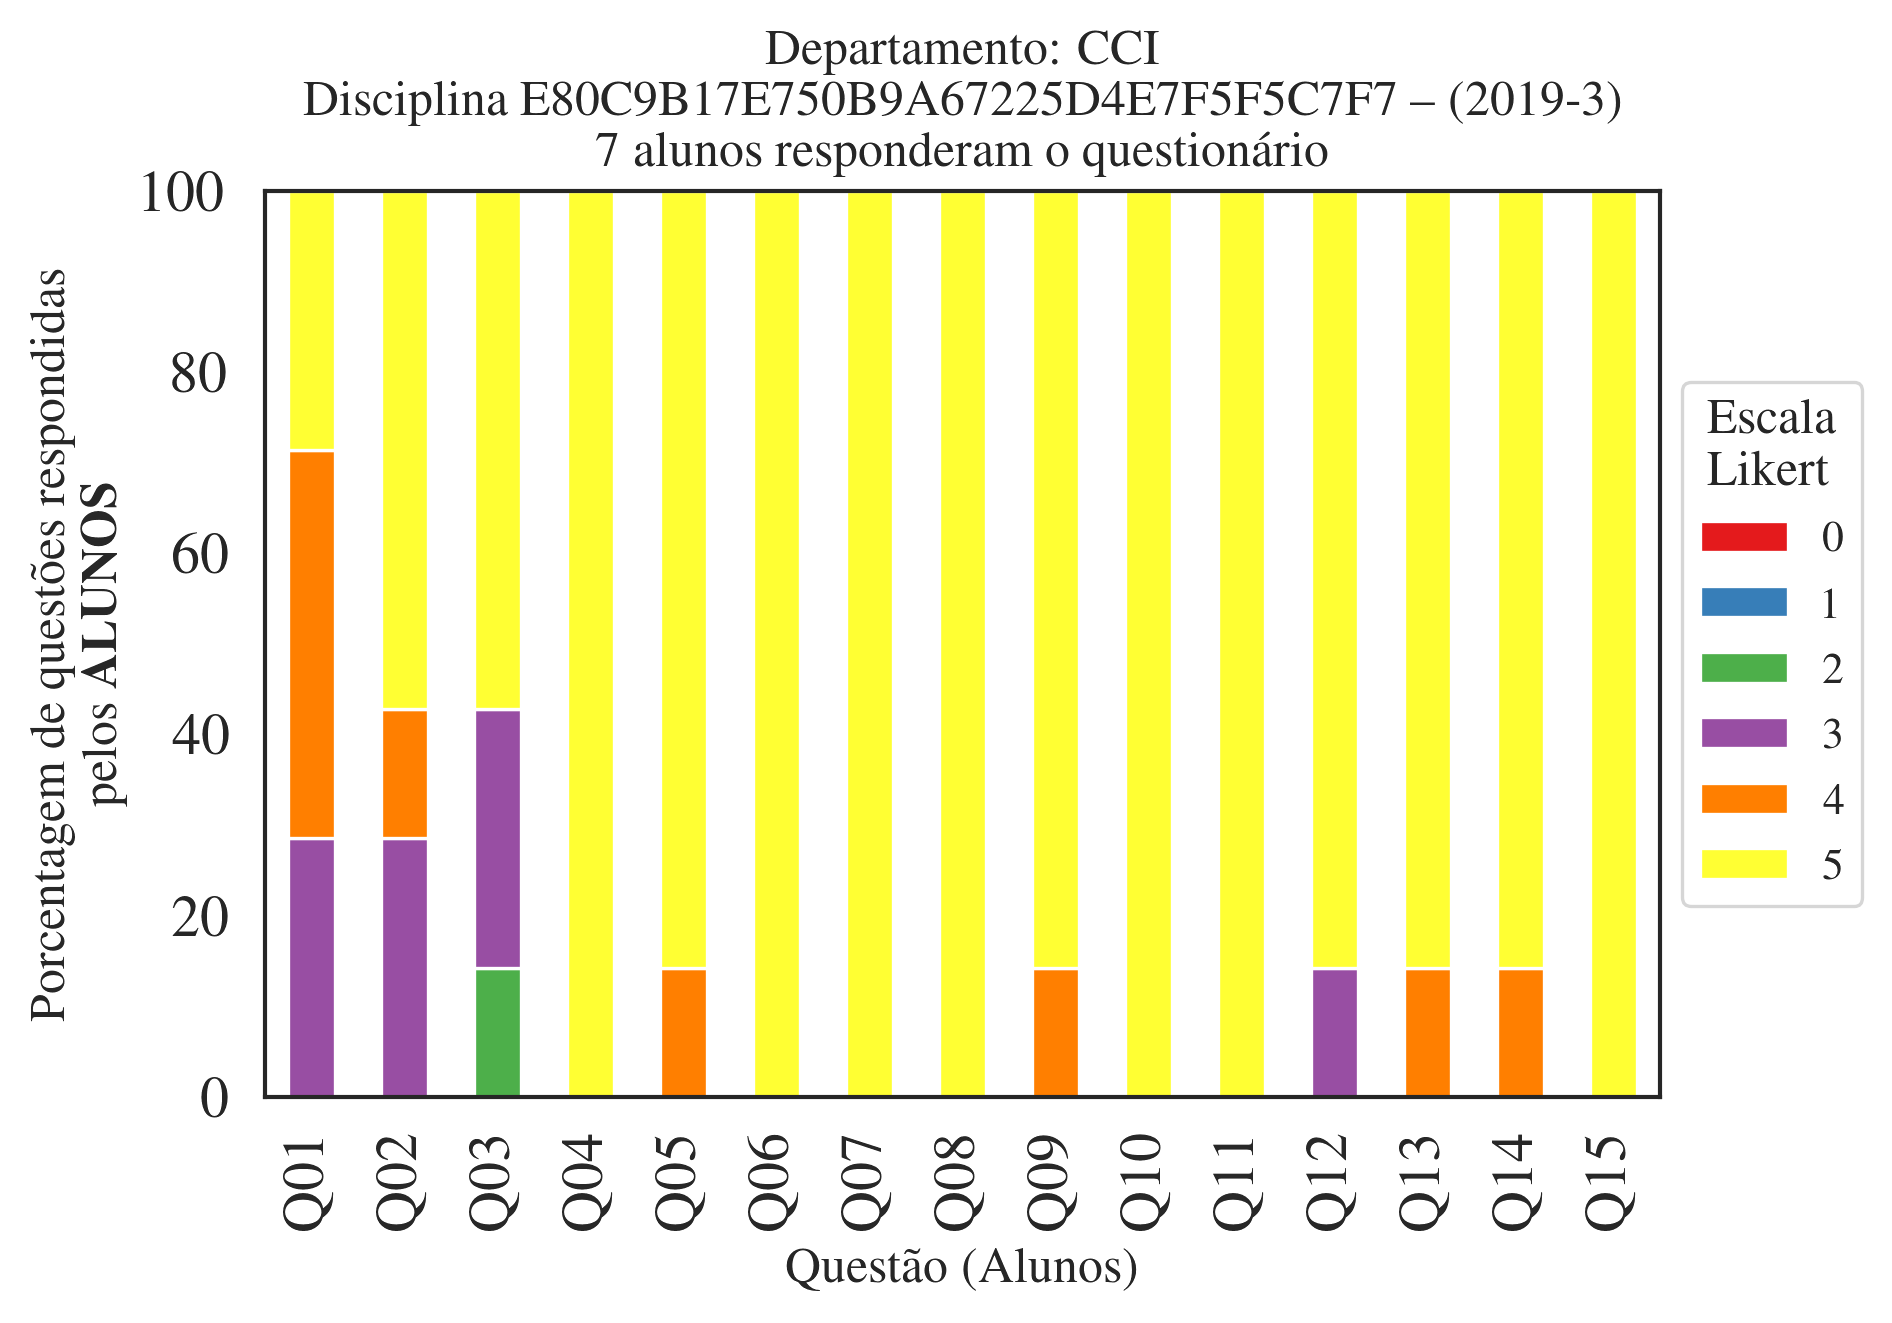 Departamento: CCI
Disciplina E80C9B17E750B9A67225D4E7F5F5C7F7 – (2019-3)
7 alunos responderam o questionário
Porcentagem de questões respondidas
pelos ALUNOS
100
80
60
40
20
0
Q01
Q02
Q03
Q04
Q05
Q06
Q07
Q08
Q09
Q10
Q11
Q12
Q13
Q14
Q15
Questão (Alunos)
Escala
Likert
0
1
2
3
4
5